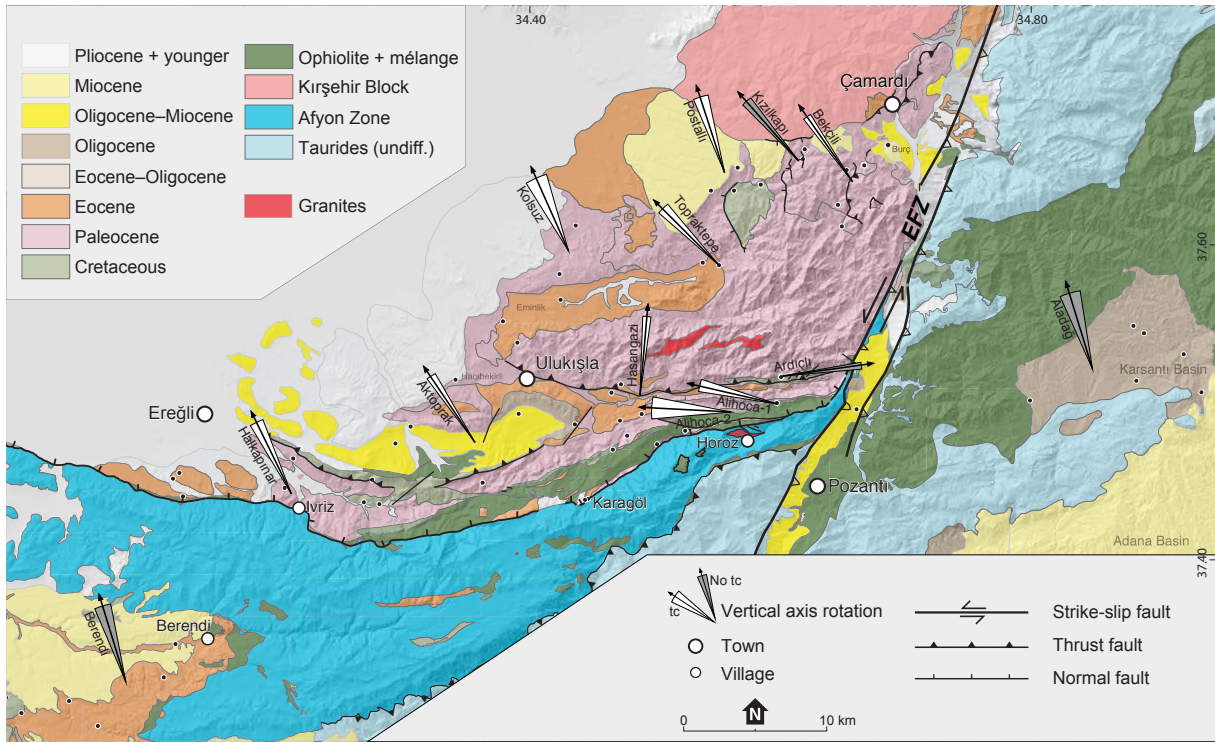 34.40
34.80
Pliocene + younger
Miocene
Oligocene–Miocene
Oligocene
Eocene–Oligocene
Eocene
Paleocene
Cretaceous
Ophiolite + mélange
Kırşehir Block
Afyon Zone
Taurides (undiff.)
Granites
Çamardı
Postallı
Kızılkapı
Bekçili
Burç
Kolsuz
Topraktepe
EFZ
37.60
Eminlik
Aladağ
Hasangazi
Ulukışla
Hacıbekirli
Ardıçlı
Karsantı Basin
Aktoprak
Alihoca-1
Ereğli
Alihoca-2
Horoz
Halkapınar
Pozantı
Karagöl
Ivriz
Adana Basin
37.40
No tc
tc
Vertical axis rotation
Strike-slip fault
Berendi
Berendi
Town
Thrust fault
Village
Normal fault
N
0
10 km